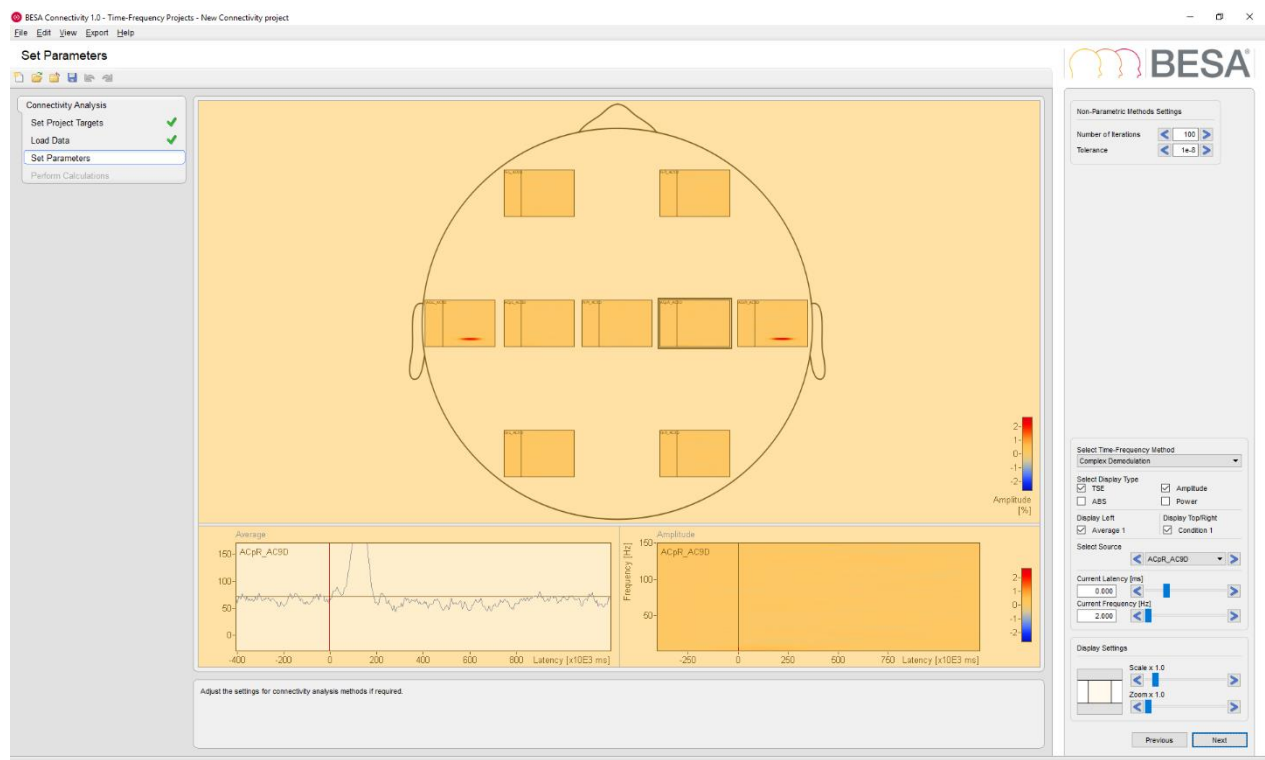 BESA Connectivity 1.0 - Time-Frequency Projects - New Connectivity project
File Edit View Export Help
Set Parameters
BESA
Connectivity Analysis
Set Project Targets
Load Data
Set Parameters
Perform Calculations
2
1
0
-1
-2
Amplitude
[%]
Average
150
ACpR_AC9D
100
50
0
-400 -200 0 200 400 600 800 Latency [x10E3 ms]
Amplitude
Frequency [Hz]
150
ACpR_AC9D
100
50
-250 0 250 500 750 Latency [x10E3 ms]
2
1
0
-1
-2
Adjust the settings for connectivity analysis methods if required.
Non-Parametric Methods Settings
Number of Iterations 100
Tolerance 1e-8
Select Time-Frequency Method
Complex Demodulation
Select Display Type
TSE Amplitude
ABS Power
Display Left Display Top/Right
Average 1 Condition 1
Select Source
ACpR_AC9D
Current Latency [ms]
0.000
Current Frequency [Hz]
2.000
Display Settings
Scale x 1.0
Zoom x 1.0
Previous Next